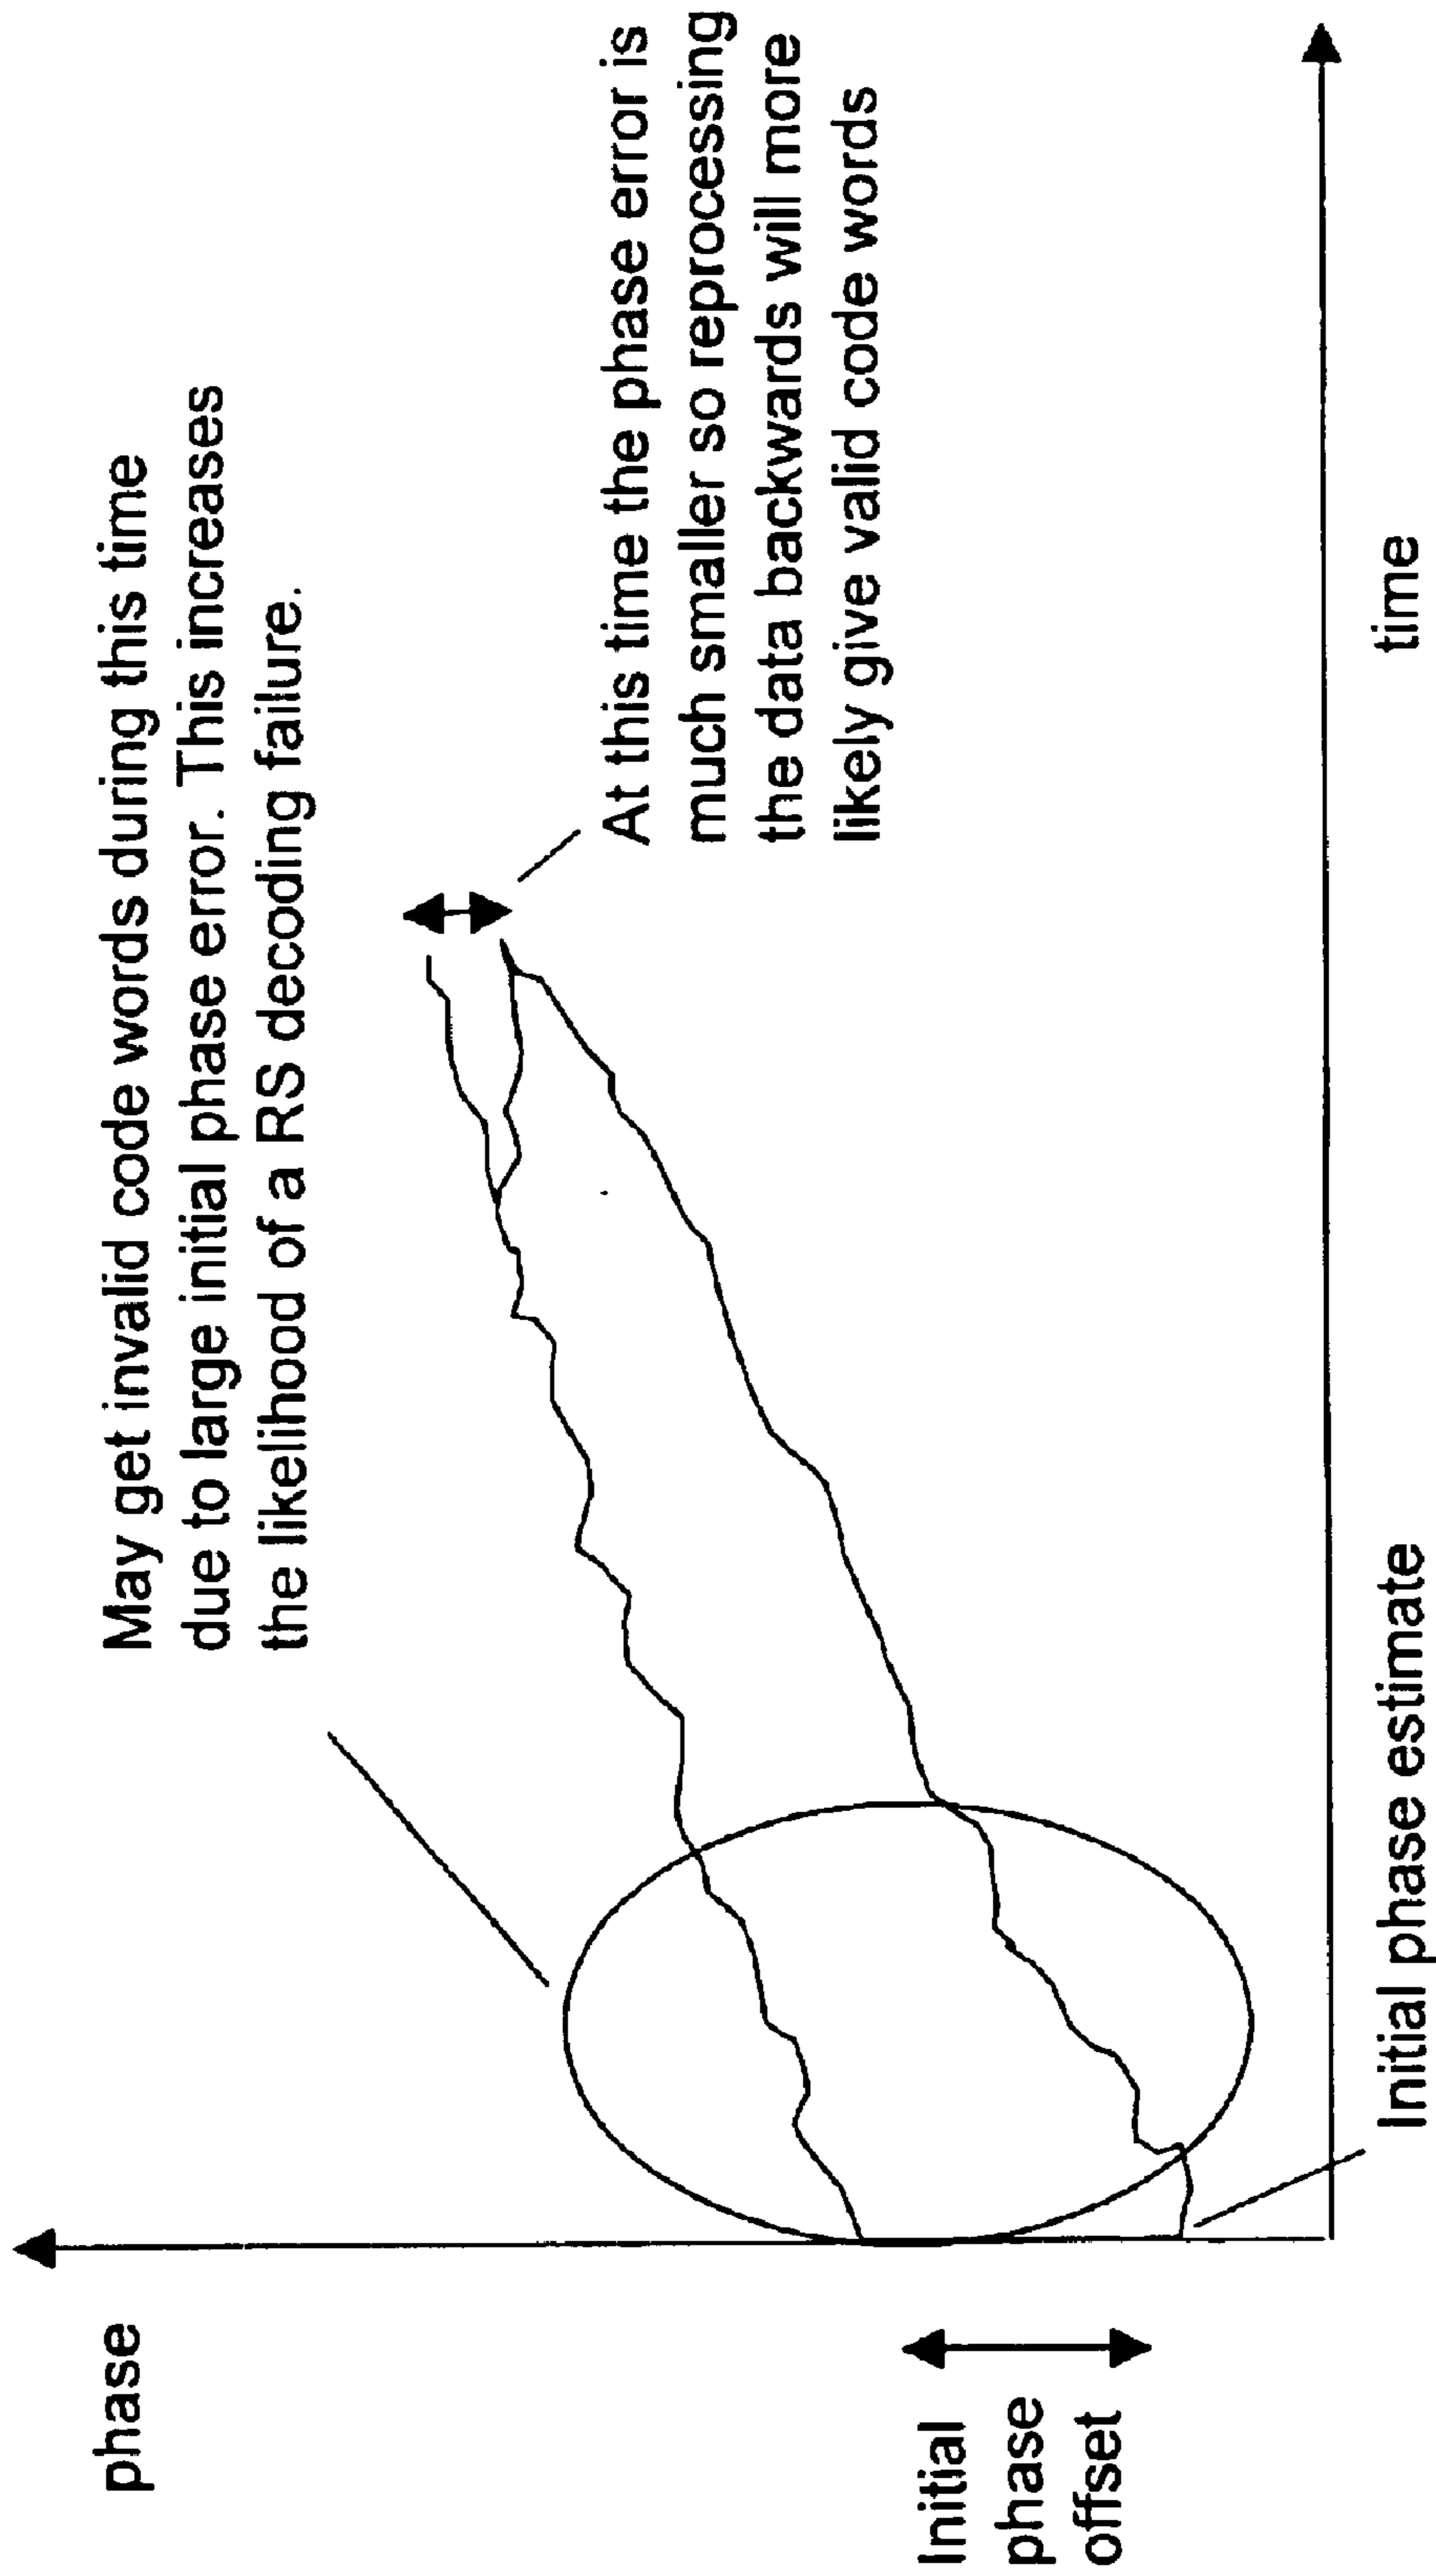 phase
May get invalid code words during this time
due to large initial phase error. This increases
the likelihood of a RS decoding failure.
At this time the phase error is
much smaller so reprocessing
the data backwards will more
likely give valid code words
Initial
phase
offset
Initial phase estimate
time